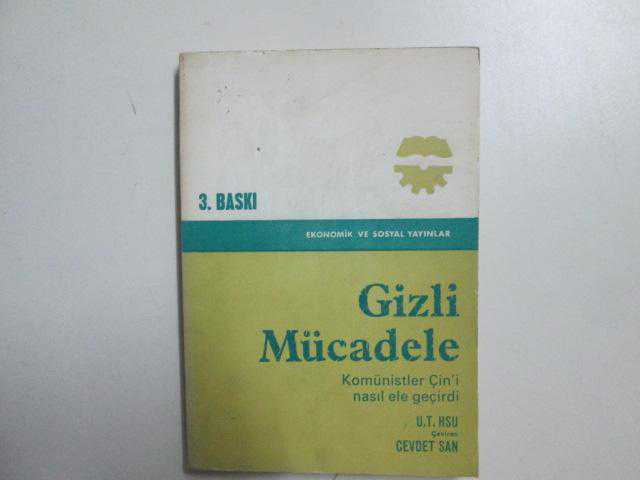 3. BASKI
EKONOMİK VE SOSYAL YAYINLAR
Gizli
Mücadele
Komünistler Çin'i
nasıl ele geçirdi
U.T. HSU
Çeviren
CEVDET SAN